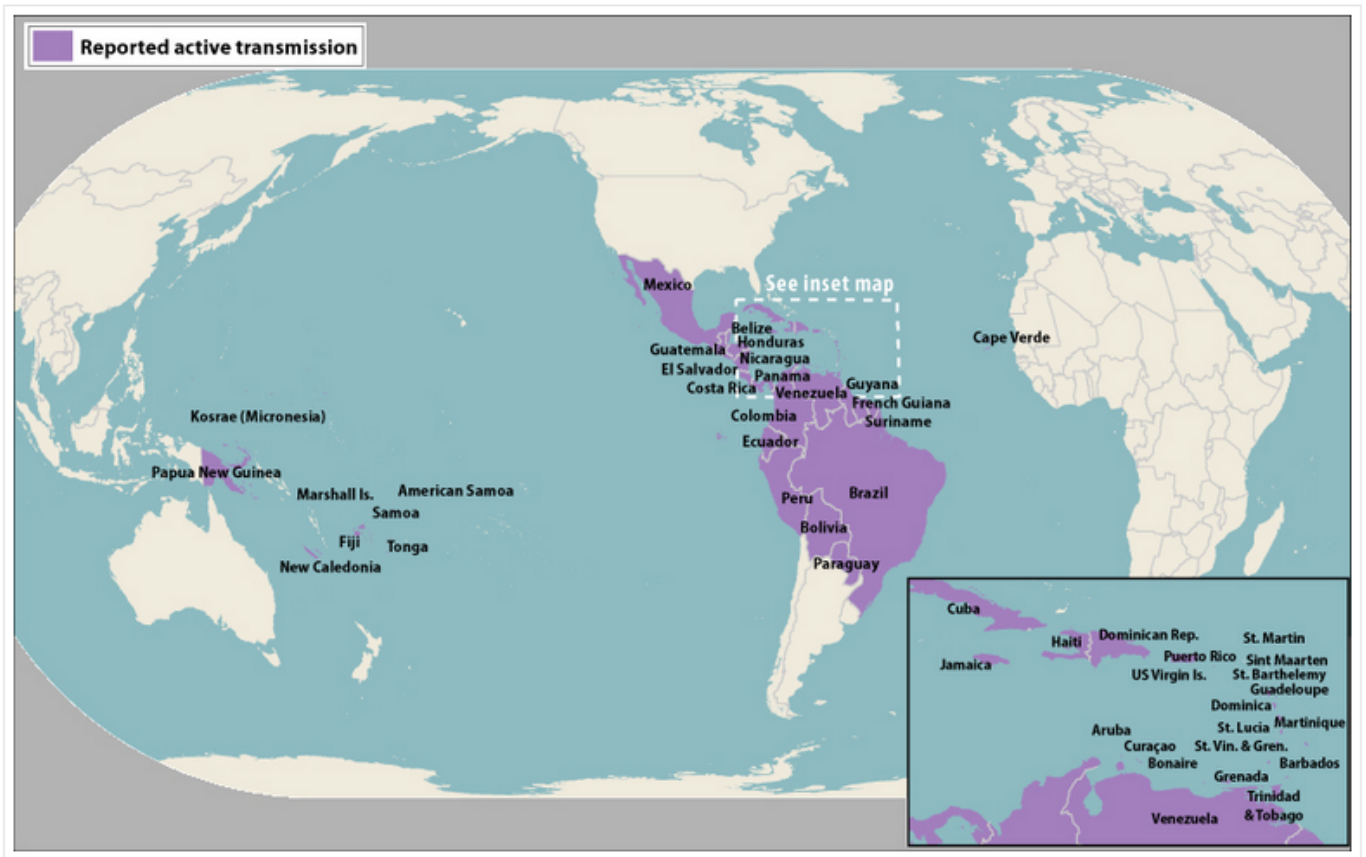 Reported active transmission
See inset map
Mexico
Belize
Honduras
Guatemala
Nicaragua
El Salvador
Panama
Costa Rica
Venezuela
Guyana
French Guiana
Colombia
Suriname
Ecuador
Peru
Brazil
Bolivia
Paraguay
Cape Verde
Kosrae (Micronesia)
Papua New Guinea
Marshall Is.
American Samoa
Samoa
Fiji
Tonga
New Caledonia
Cuba
Haiti
Dominican Rep.
St. Martin
Jamaica
Puerto Rico
Sint Maarten
US Virgin Is.
St. Barthelemy
Guadeloupe
Dominica
Martinique
Aruba
St. Lucia
Curaçao
St. Vin. & Gren.
Bonaire
Barbados
Grenada
Trinidad
& Tobago
Venezuela